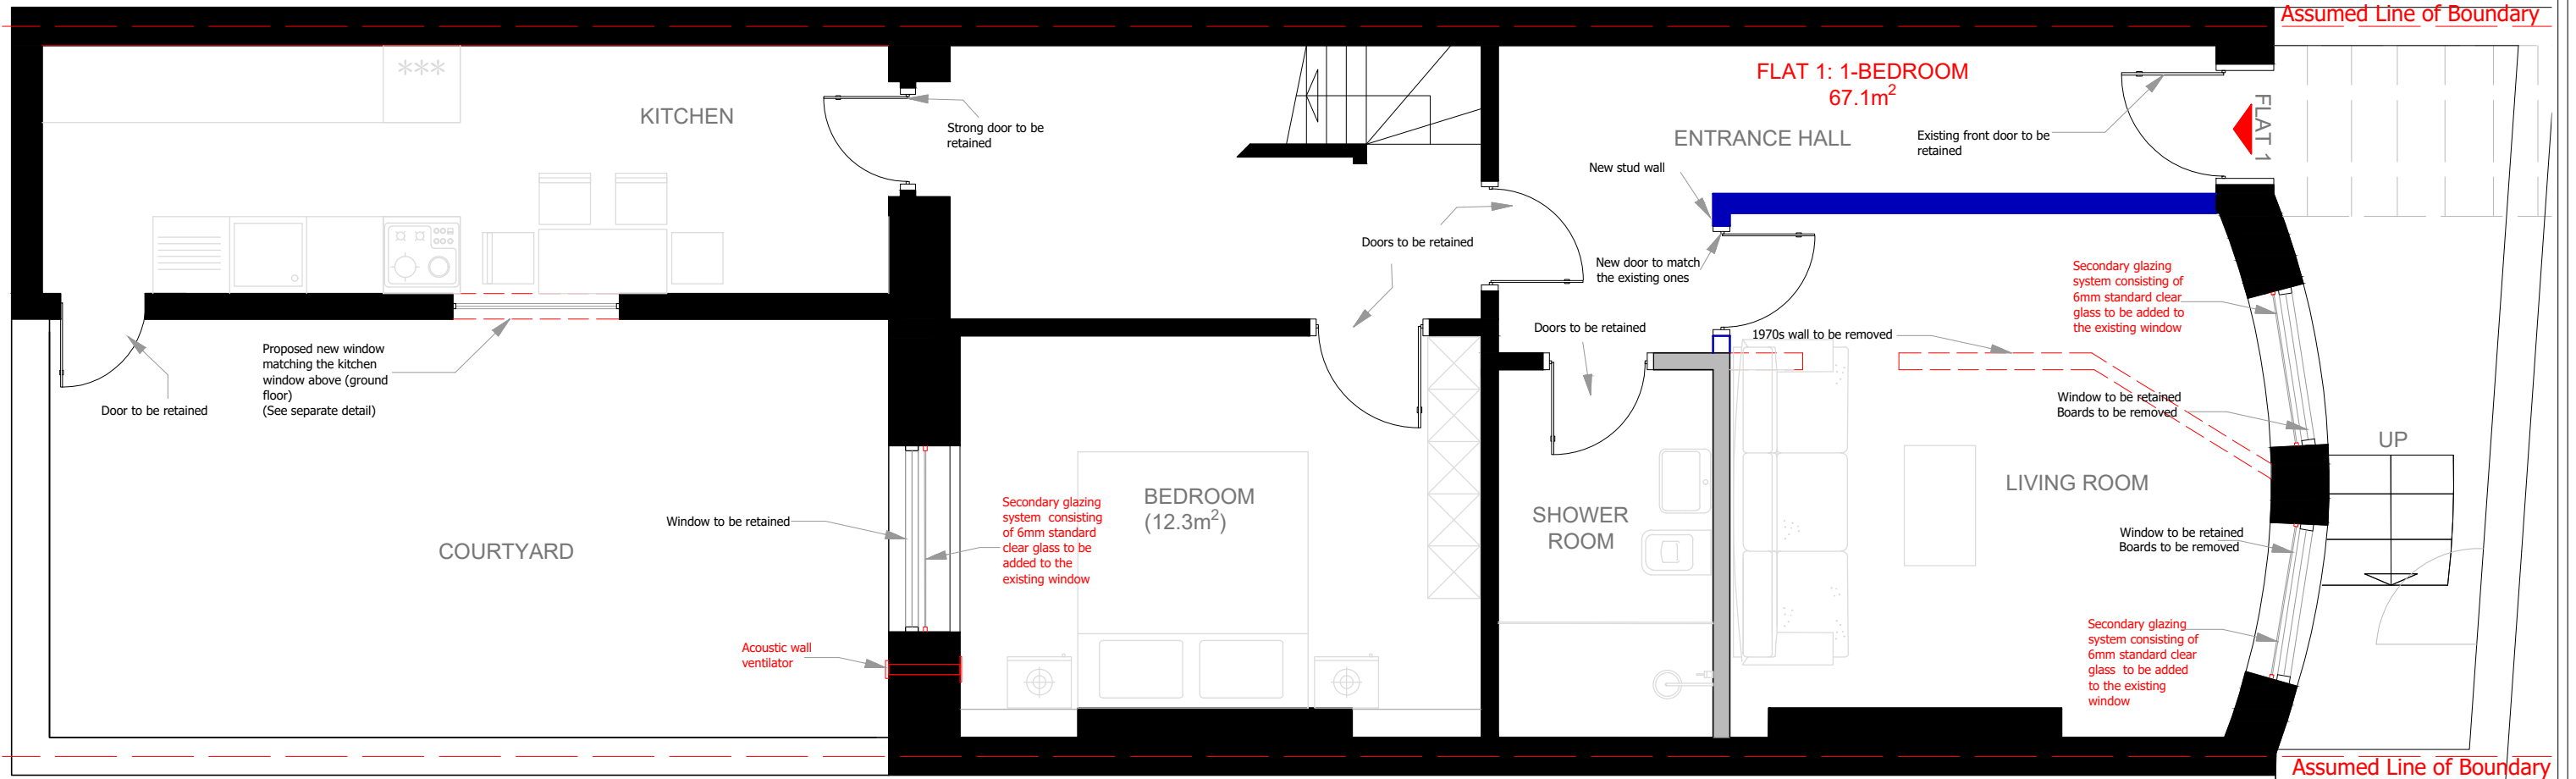 Assumed Line of Boundary
***
KITCHEN
Strong door to be
retained
FLAT 1: 1-BEDROOM
67.1m²
ENTRANCE HALL
Existing front door to be
retained
FLAT 1
New stud wall
Doors to be retained
New door to match
the existing ones
Secondary glazing
system consisting of
6mm standard clear
glass to be added to
the existing window
Doors to be retained
1970s wall to be removed
Proposed new window
matching the kitchen
window above (ground
floor)
(See separate detail)
Door to be retained
Window to be retained
Boards to be removed
UP
LIVING ROOM
BEDROOM
(12.3m²)
Secondary glazing
system consisting
of 6mm standard
clear glass to be
added to the
existing window
Window to be retained
COURTYARD
SHOWER
ROOM
Window to be retained
Boards to be removed
Acoustic wall
ventilator
Secondary glazing
system consisting of
6mm standard clear
glass to be added
to the existing
window
Assumed Line of Boundary